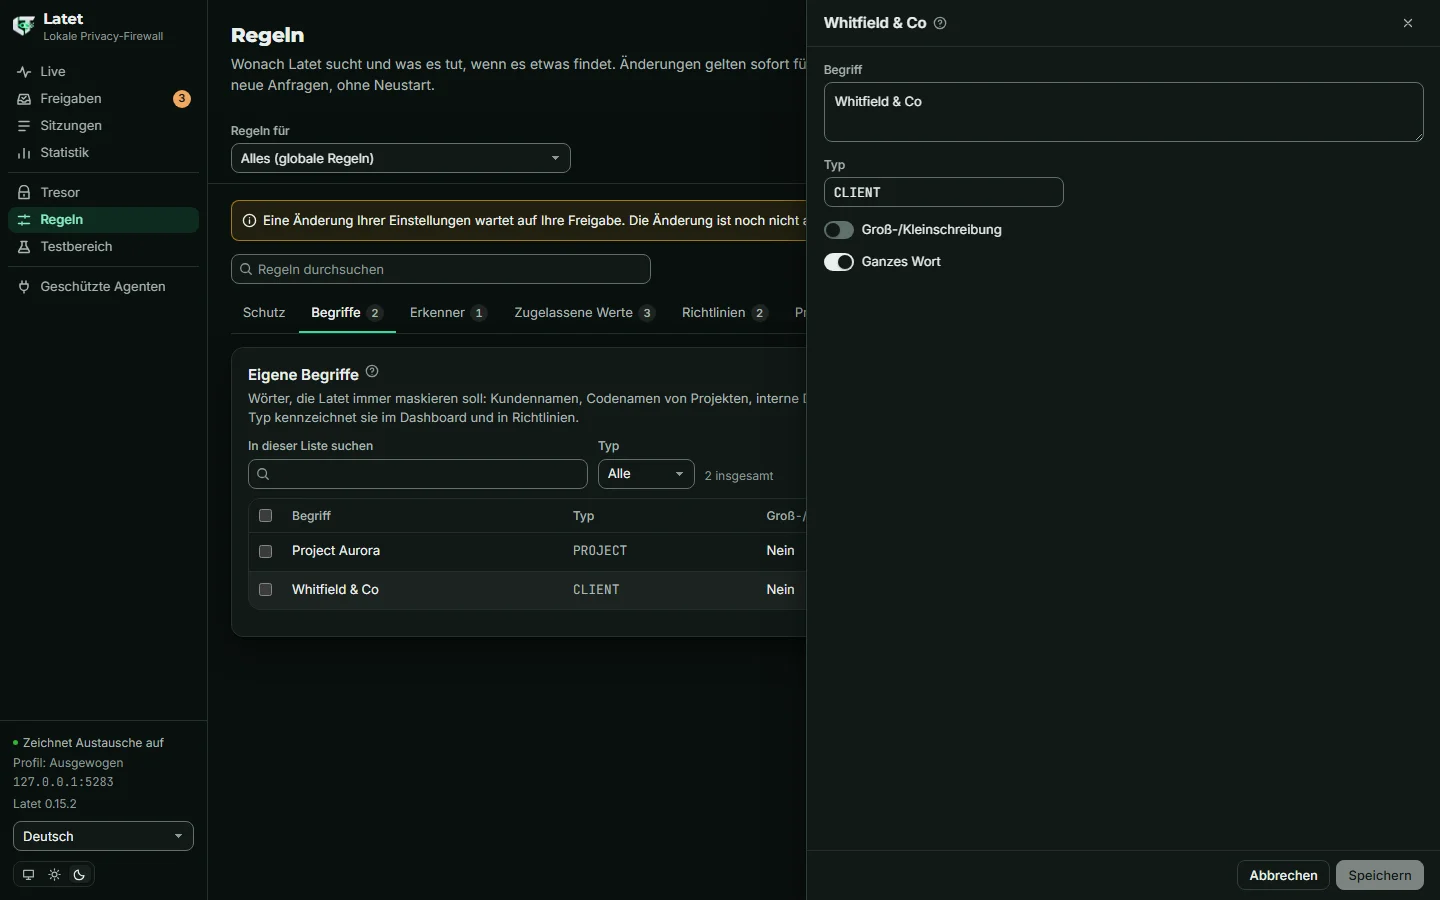 Latet
Lokale Privacy-Firewall
Live
Freigaben 3
Sitzungen
Statistik
Tresor
Regeln
Testbereich
Geschützte Agenten
Zeichnet Austausche auf
Profil: Ausgewogen
127.0.0.1:5283
Latet 0.15.2
Deutsch
Regeln
Wonach Latet sucht und was es tut, wenn es etwas findet. Änderungen gelten sofort fü
neue Anfragen, ohne Neustart.
Regeln für
Alles (globale Regeln)
Eine Änderung Ihrer Einstellungen wartet auf Ihre Freigabe. Die Änderung ist noch nicht a
Regeln durchsuchen
Schutz Begriffe 2 Erkenner 1 Zugelassene Werte 3 Richtlinien 2 Pr
Eigene Begriffe
Wörter, die Latet immer maskieren soll: Kundennamen, Codenamen von Projekten, interne D
Typ kennzeichnet sie im Dashboard und in Richtlinien.
In dieser Liste suchen Typ
Alle 2 insgesamt
Begriff Typ Groß-/
Project Aurora PROJECT Nein
Whitfield & Co CLIENT Nein
Whitfield & Co
Begriff
Whitfield & Co
Typ
CLIENT
Groß-/Kleinschreibung
Ganzes Wort
Abbrechen Speichern